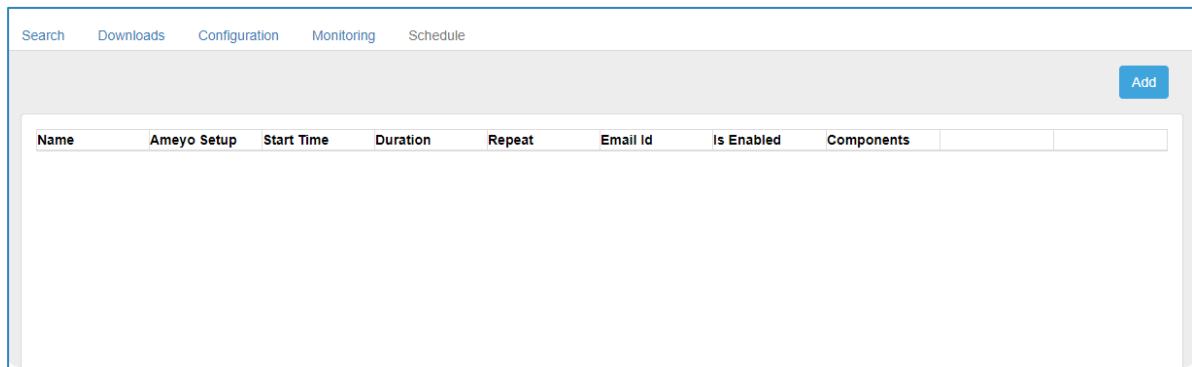 Search Downloads Configuration Monitoring Schedule
Add
Name Ameyo Setup Start Time Duration Repeat Email Id Is Enabled Components